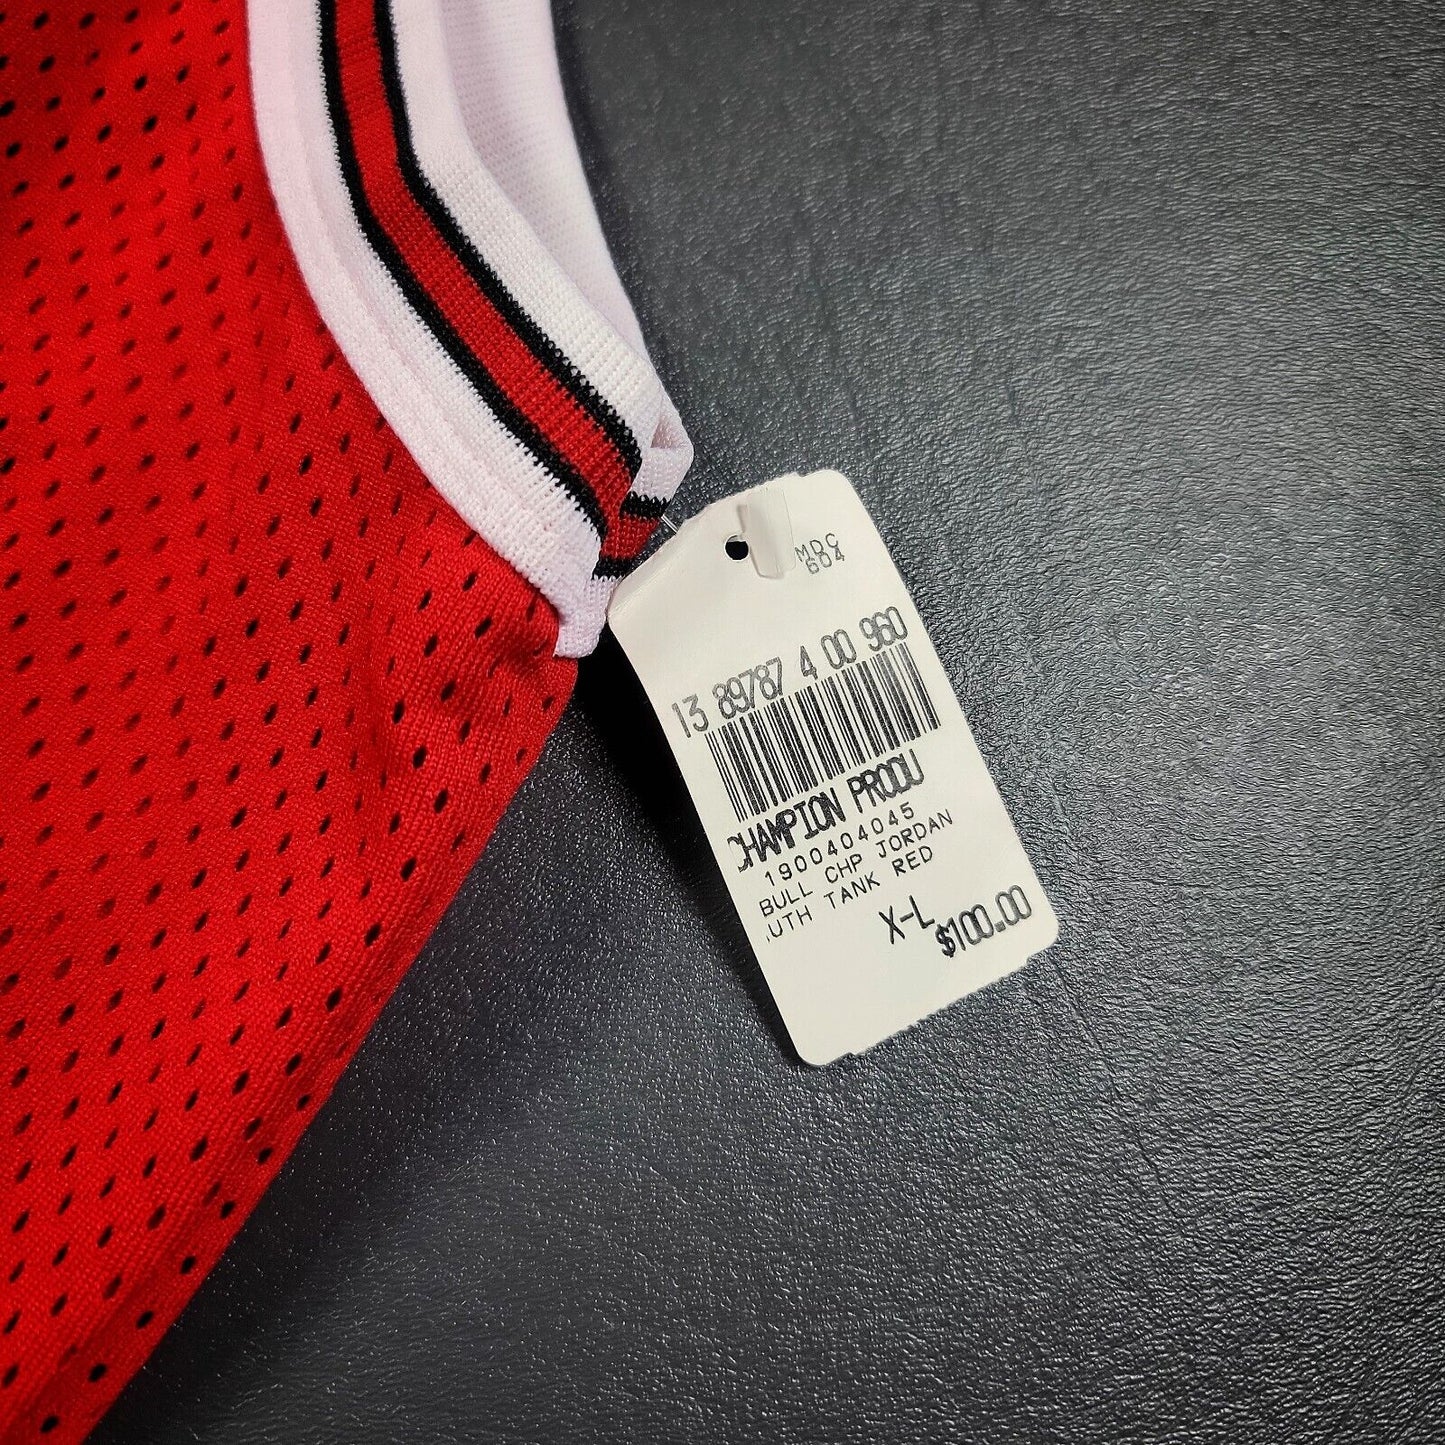 MDC
604
13 89787 4 00 960
CHAMPION PRODU
1900404045
BULL CHP JORDAN
UTH TANK RED
X-L
$100.00